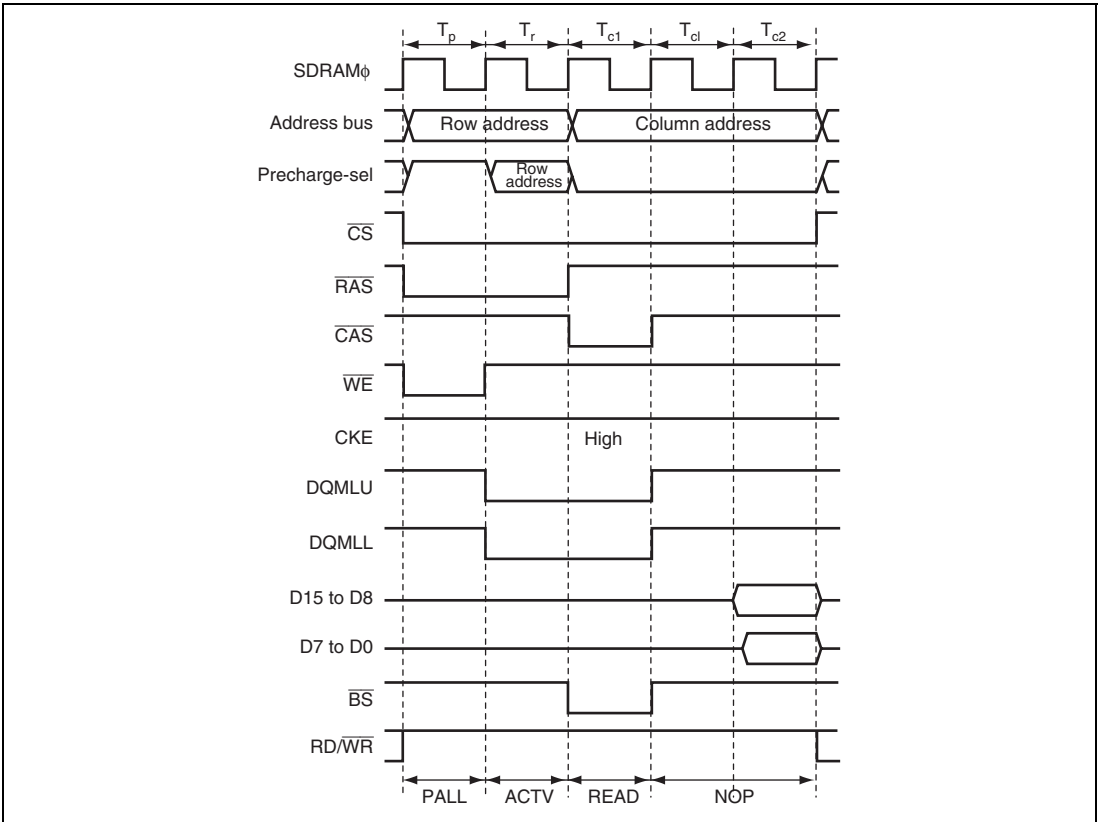 Tp Tr Tc1 Tcl Tc2
SDRAMϕ
Address bus Row address Column address
Precharge-sel Row address
CS
RAS
CAS
WE
CKE High
DQMLU
DQMLL
D15 to D8
D7 to D0
BS
RD/WR
PALL ACTV READ NOP